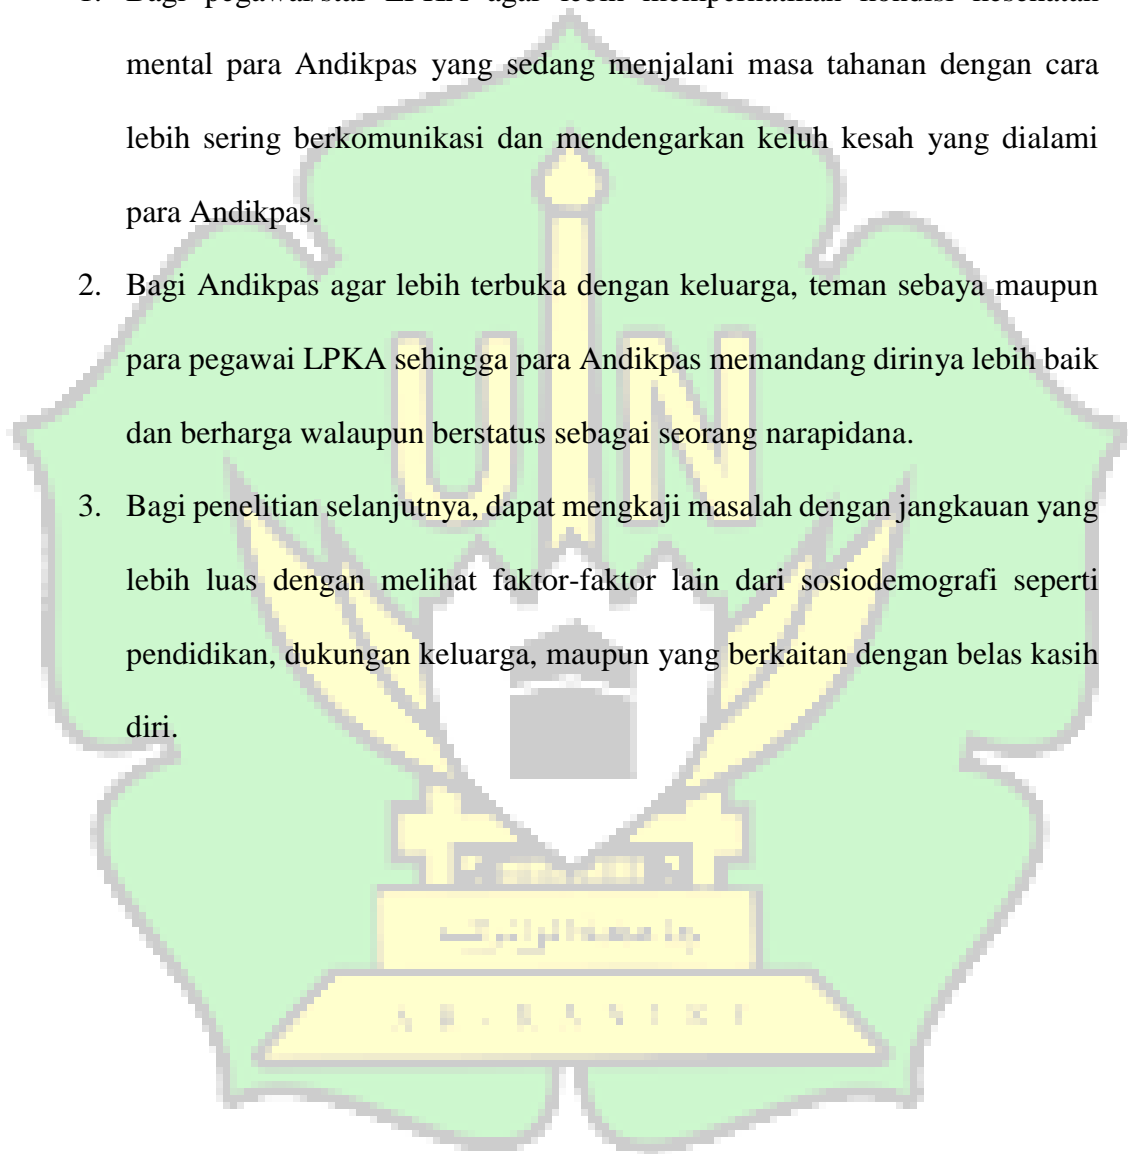 mental para Andikpas yang sedang menjalani masa tahanan dengan cara
lebih sering berkomunikasi dan mendengarkan keluh kesah yang dialami
para Andikpas.
2. Bagi Andikpas agar lebih terbuka dengan keluarga, teman sebaya maupun
para pegawai LPKA sehingga para Andikpas memandang dirinya lebih baik
dan berharga walaupun berstatus sebagai seorang narapidana.
3. Bagi penelitian selanjutnya, dapat mengkaji masalah dengan jangkauan yang
lebih luas dengan melihat faktor-faktor lain dari sosiodemografi seperti
pendidikan, dukungan keluarga, maupun yang berkaitan dengan belas kasih
diri.
UIN
AR-RANIRY